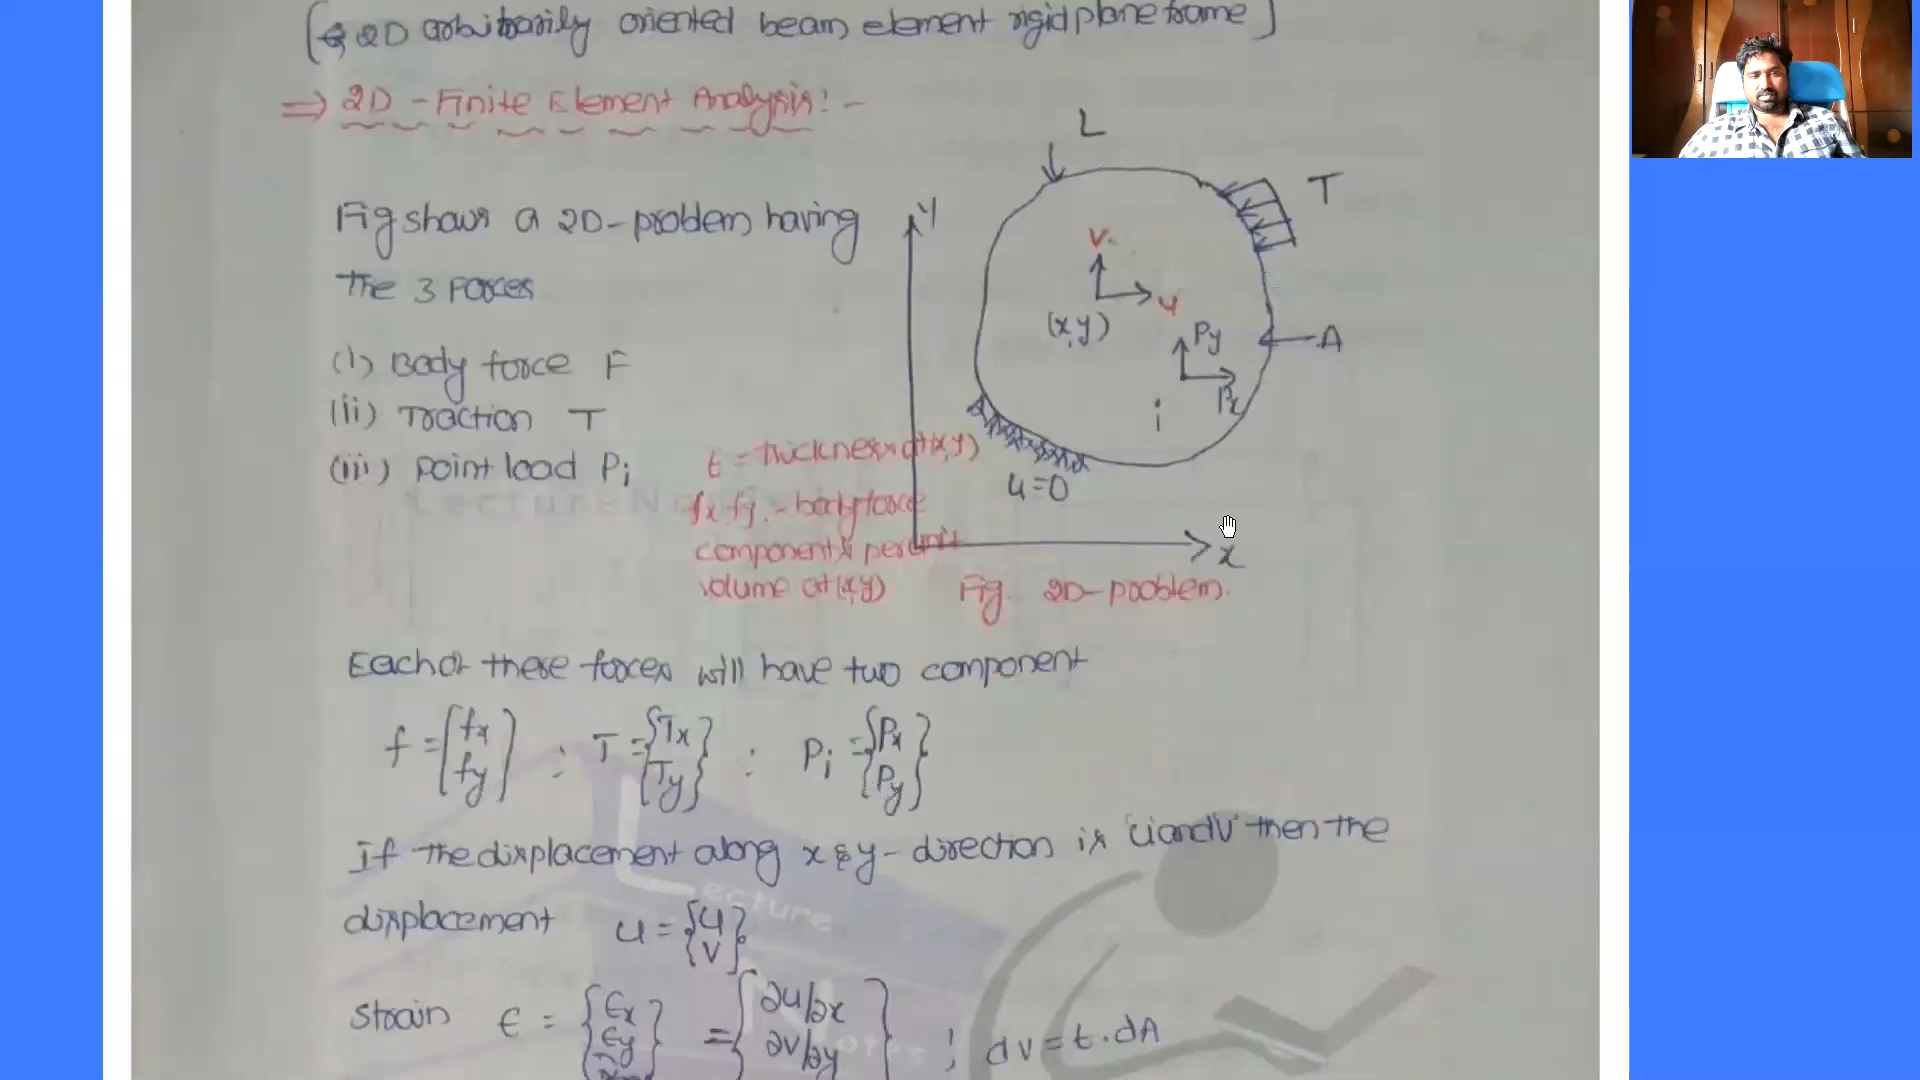 (2D arbitrarily oriented beam element rigid plane frame)
⇒ 2D - Finite Element Analysis: -
Fig shows a 2D-problem having
The 3 Forces
(i) Body force F
(ii) Traction T
(iii) point load Pi
L
T
Y
V
u
(x,y)
Py
Px
A
i
u=0
x
t = thickness at(x,y)
fx fy - body force
components per unit
volume at (x,y)
Fig. 2D-problem.
Each of these forces will have two component
f = [fx fy] ; T = {Tx Ty} ; Pi = {Px Py}
If the displacement along x & y - direction is 'u and v' then the
displacement u = {u v}
Strain ϵ = {ϵx ϵy = {∂u/∂x ∂v/∂y } ; dv = t.dA
Lecture
Notes